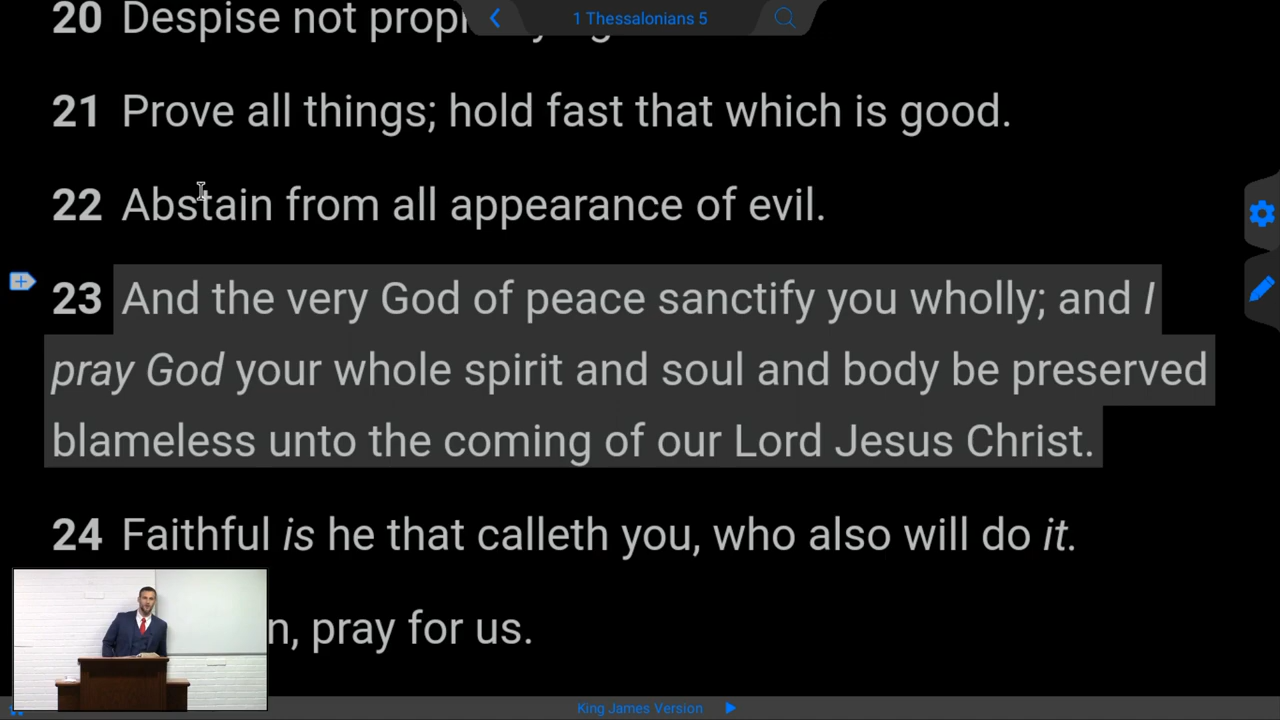 1 Thessalonians 5
20 Despise not
21 Prove all things; hold fast that which is good.
22 Abstain from all appearance of evil.
23 And the very God of peace sanctify you wholly; and I
pray God your whole spirit and soul and body be preserved
blameless unto the coming of our Lord Jesus Christ.
24 Faithful is he that calleth you, who also will do it.
pray for us.
King James Version